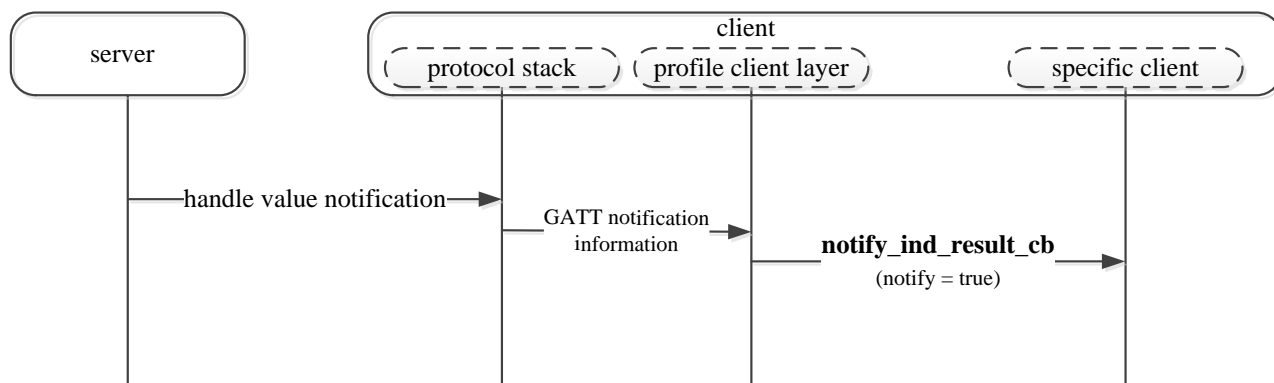 client
server
protocol stack
profile client layer
specific client
handle value notification
GATT notification
information
notify_ind_result_cb
(notify = true)